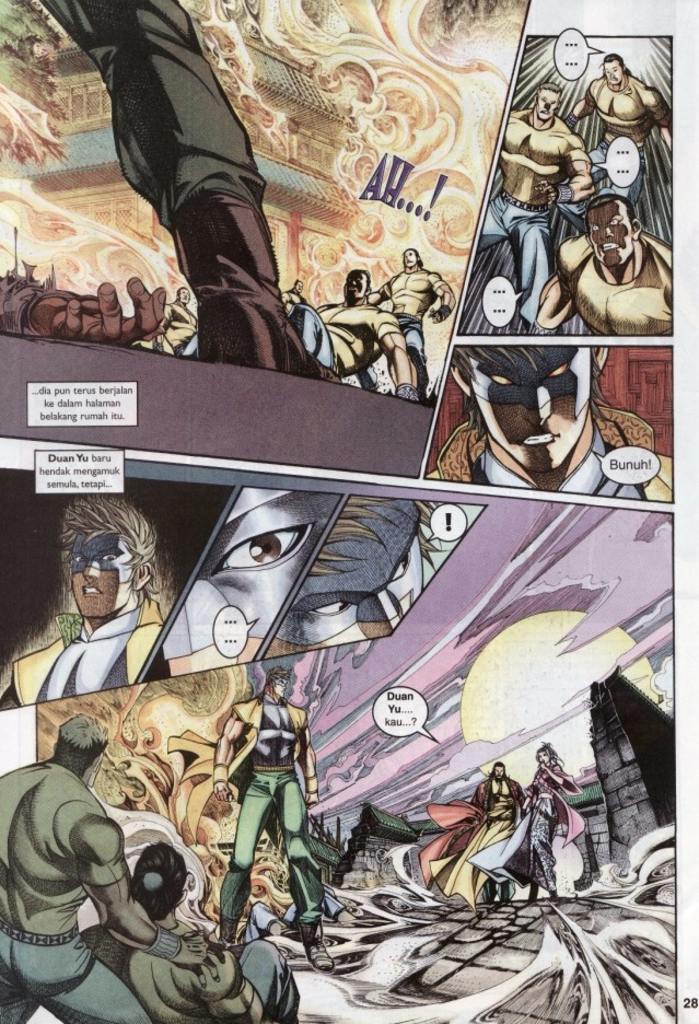 AH....!
...
...
...
...
...
...
...dia pun terus berjalan
ke dalam halaman
belakang rumah itu.
Bunuh!
Duan Yu baru
hendak mengamuk
semula, tetapi...
...
...
!
Duan
Yu....
kau...?
28